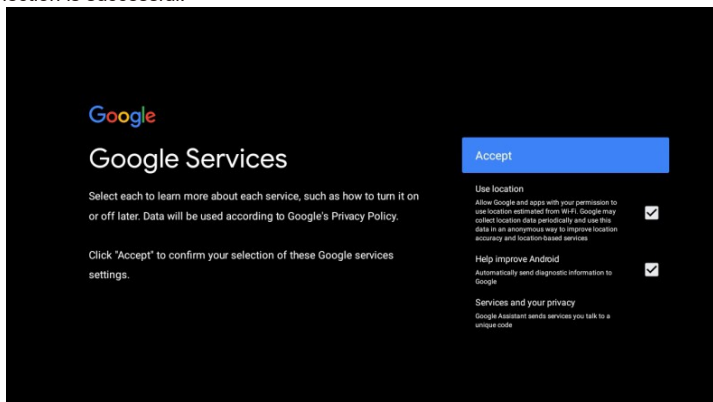 Google
Google Services
Select each to learn more about each service, such as how to turn it on
or off later. Data will be used according to Google's Privacy Policy.
Click "Accept" to confirm your selection of these Google services
settings.
Accept
Use location
Allow Google and apps with your permission to
use location estimated from Wi-Fi. Google may
collect location data periodically and use this
data in an anonymous way to improve location
accuracy and location-based services
Help improve Android
Automatically send diagnostic information to
Google
Services and your privacy
Google Assistant sends services you talk to a
unique code